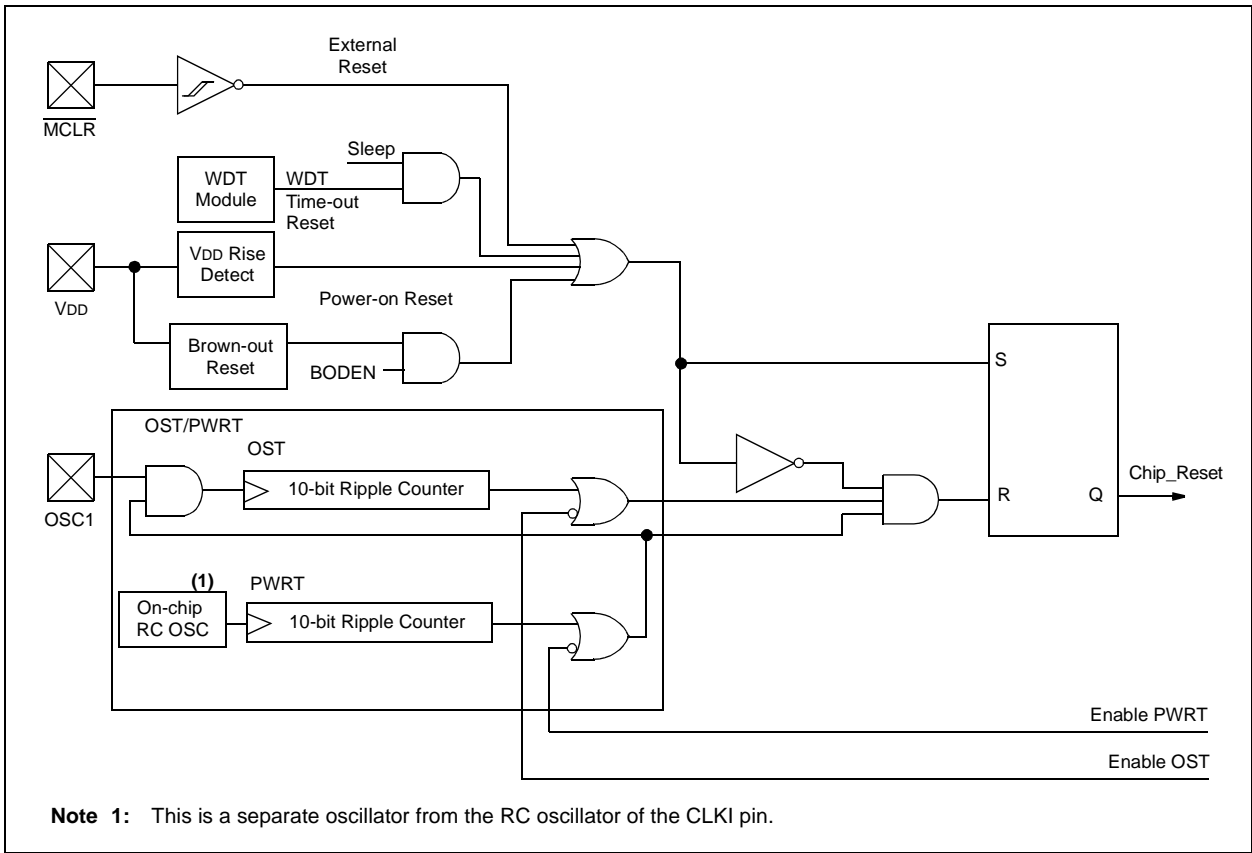 External
Reset
MCLR
Sleep
WDT
Module
WDT
Time-out
Reset
VDD Rise
Detect
VDD
Power-on Reset
Brown-out
Reset
BODEN
S
OST/PWRT
OST
10-bit Ripple Counter
OSC1
R
Q
Chip_Reset
(1)
On-chip
RC OSC
PWRT
10-bit Ripple Counter
Enable PWRT
Enable OST
Note 1: This is a separate oscillator from the RC oscillator of the CLKI pin.